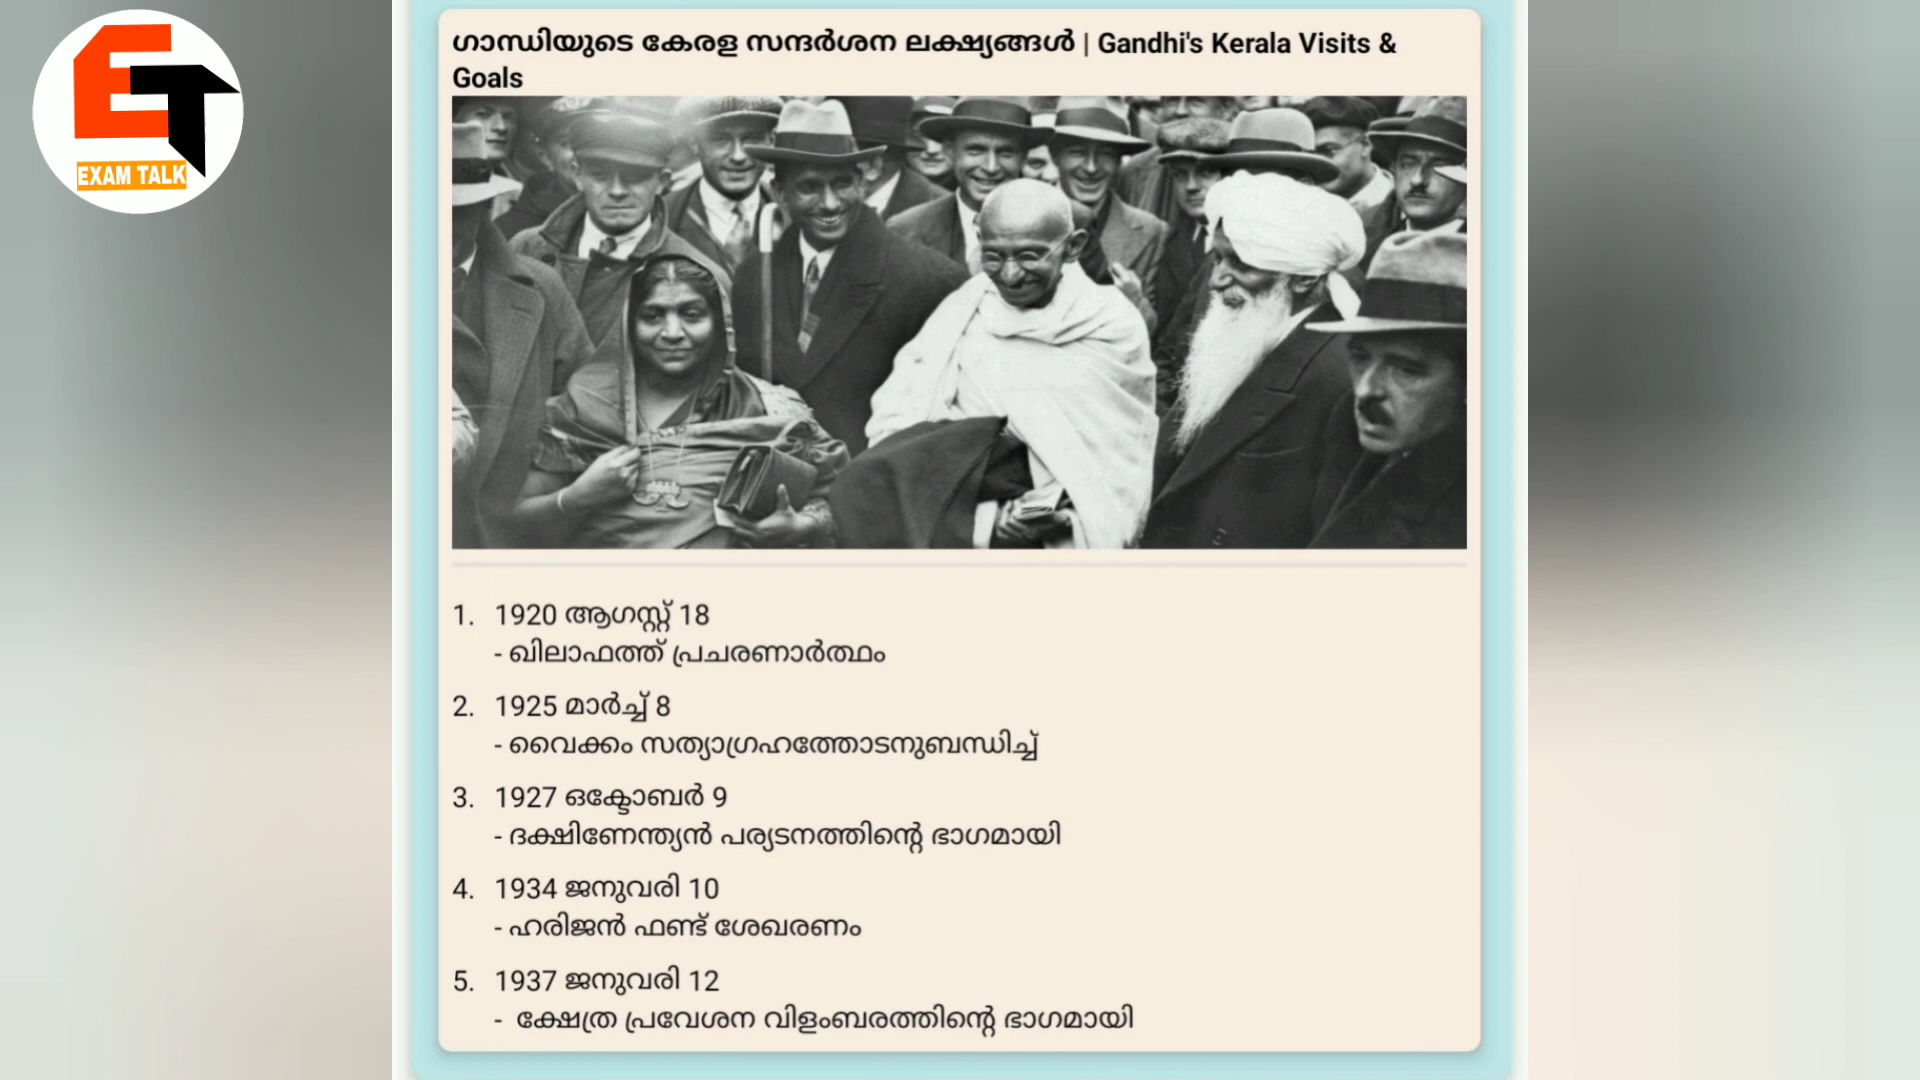 ET
EXAM TALK
ഗാന്ധിയുടെ കേരള സന്ദർശന ലക്ഷ്യങ്ങൾ | Gandhi's Kerala Visits &
Goals
1. 1920 ആഗസ്റ്റ് 18
- ഖിലാഫത്ത് പ്രചരണാർത്ഥം
2. 1925 മാർച്ച് 8
- വൈക്കം സത്യാഗ്രഹത്തോടനുബന്ധിച്ച്
3. 1927 ഒക്ടോബർ 9
- ദക്ഷിണേന്ത്യൻ പര്യടനത്തിന്റെ ഭാഗമായി
4. 1934 ജനുവരി 10
- ഹരിജൻ ഫണ്ട് ശേഖരണം
5. 1937 ജനുവരി 12
- ക്ഷേത്ര പ്രവേശന വിളംബരത്തിന്റെ ഭാഗമായി